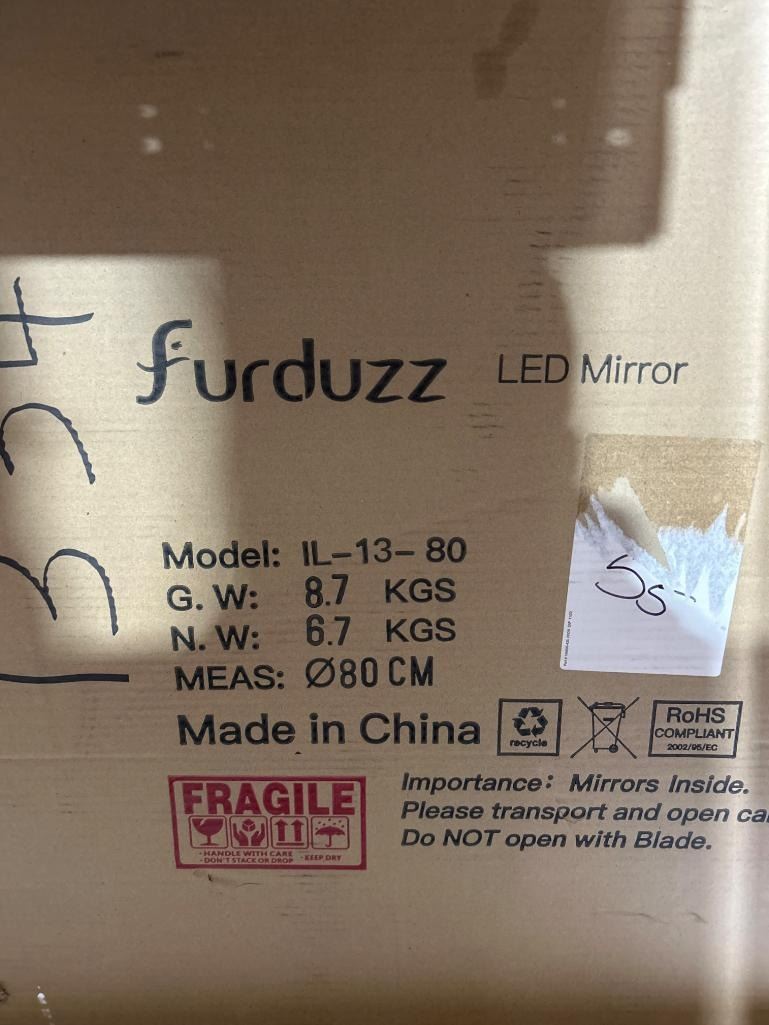 1334
furduzz LED Mirror
Model: IL-13-80
G. W: 8.7 KGS
N. W: 6.7 KGS
MEAS: Ø80 CM
Made in China
recycle
RoHS
COMPLIANT
2002/95/EC
FRAGILE
·HANDLE WITH CARE
·DON'T STACK OR DROP ·KEEP DRY
Importance: Mirrors Inside.
Please transport and open ca
Do NOT open with Blade.